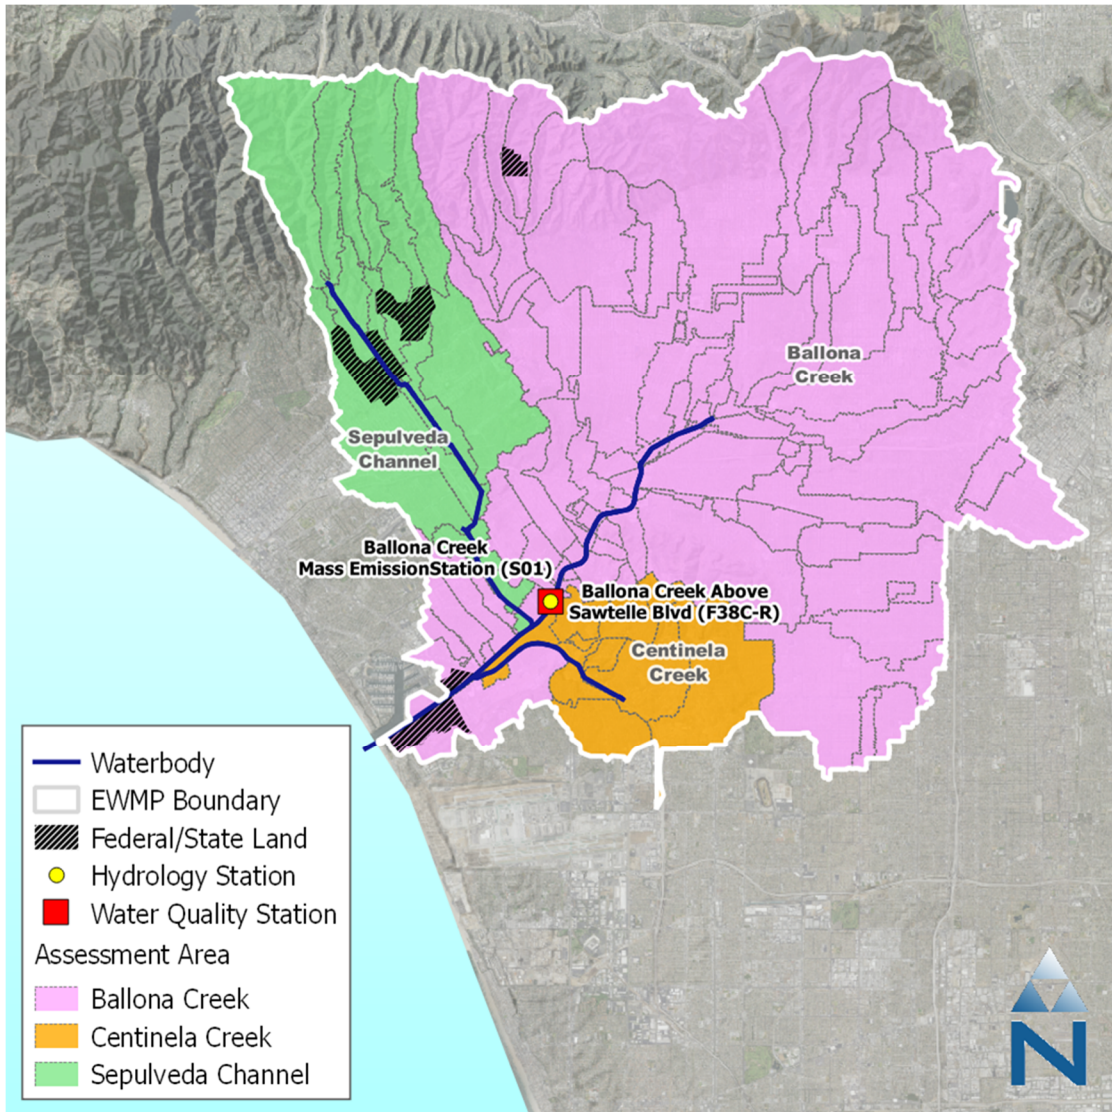 Ballona
Creek
Sepulveda
Channel
Ballona Creek
Mass EmissionStation (S01)
Ballona Creek Above
Sawtelle Blvd (F38C-R)
Centinela
Creek
Waterbody
EWMP Boundary
Federal/State Land
Hydrology Station
Water Quality Station
Assessment Area
Ballona Creek
Centinela Creek
Sepulveda Channel
N